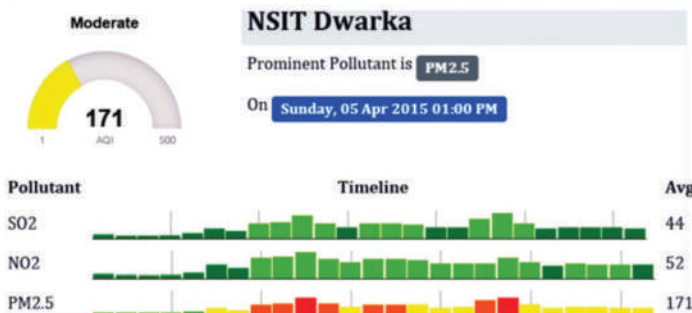 Moderate
171
AQI
1
500
NSIT Dwarka
Prominent Pollutant is PM2.5
On Sunday, 05 Apr 2015 01:00 PM
Pollutant Timeline Avg
SO2 44
NO2 52
PM2.5 171